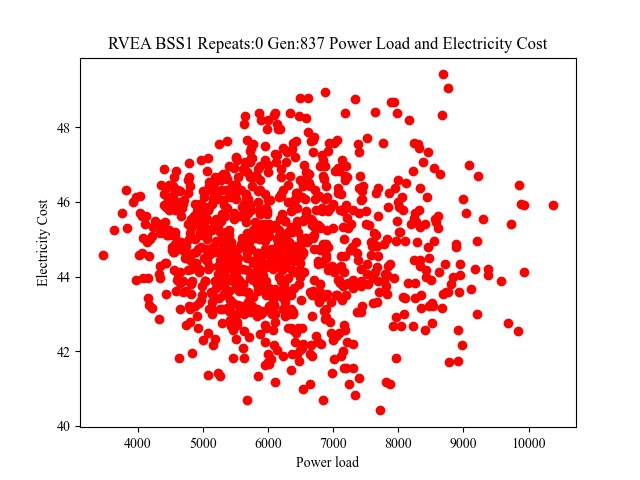 RVEA BSS1 Repeats:0 Gen:837 Power Load and Electricity Cost
48
46
44
42
40
Electricity Cost
4000 5000 6000 7000 8000 9000 10000
Power load